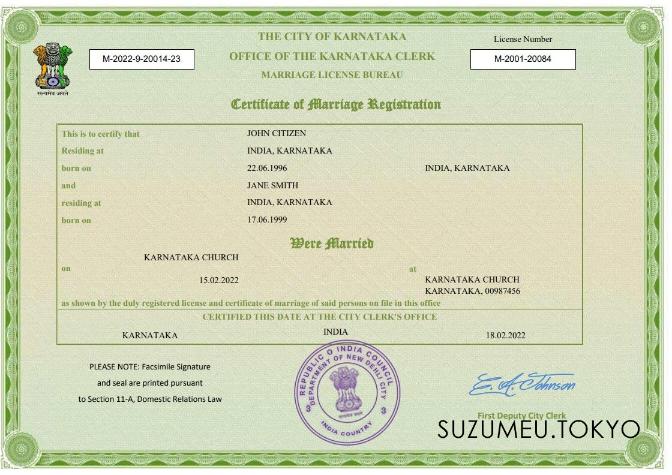 THE CITY OF KARNATAKA
License Number
M-2022-9-20014-23
OFFICE OF THE KARNATAKA CLERK
M-2001-20084
MARRIAGE LICENSE BUREAU
सत्यमेव जयते
Certificate of Marriage Registration
This is to certify that JOHN CITIZEN
Residing at INDIA, KARNATAKA
born on 22.06.1996 INDIA, KARNATAKA
and JANE SMITH
residing at INDIA, KARNATAKA
born on 17.06.1999
Were Married
KARNATAKA CHURCH
on at
15.02.2022 KARNATAKA CHURCH
KARNATAKA, 00987456
as shown by the duly registered license and certificate of marriage of said persons on file in this office
CERTIFIED THIS DATE AT THE CITY CLERK'S OFFICE
KARNATAKA INDIA 18.02.2022
PLEASE NOTE: Facsimile Signature
and seal are printed pursuant
to Section 11-A, Domestic Relations Law
REPUBLIC O INDIA COUNCIL
DEPARTMENT OF NEW DEHLI CITY
INDIA COUNTRY
E. A. Johnson
First Deputy City Clerk
SUZUMEU.TOKYO